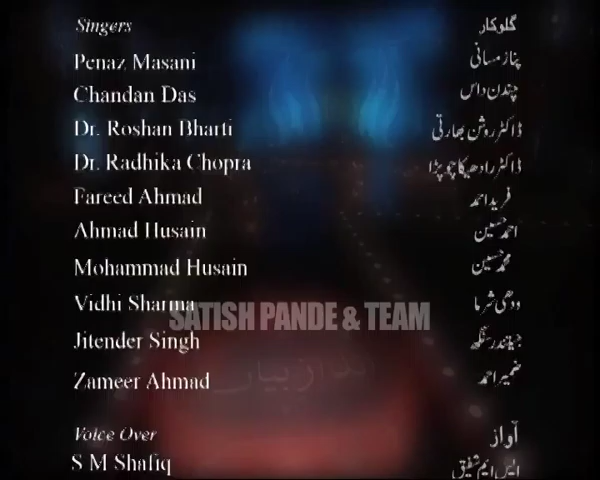 Singers گلوکار
Penaz Masani پناز مسانی
Chandan Das چندن داس
Dr. Roshan Bharti ڈاکٹر روشن بھارتی
Dr. Radhika Chopra ڈاکٹر رادھیکا چوپڑا
Fareed Ahmad فرید احمد
Ahmad Husain احمد حسین
Mohammad Husain محمد حسین
Vidhi Sharma ودھی شرما
SATISH PANDE & TEAM
Jitender Singh جیتندر سنگھ
انداز بیاں
Zameer Ahmad ضمیر احمد
Voice Over آواز
S M Shafiq ایس ایم شفیق